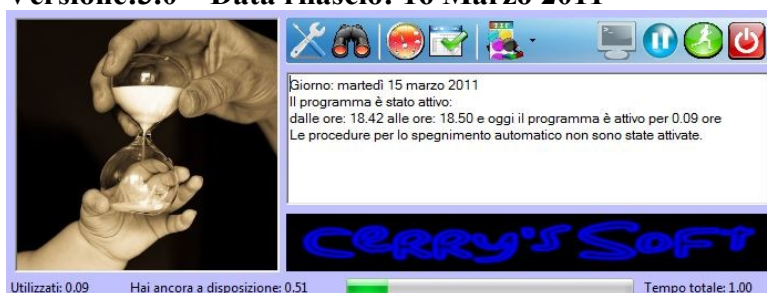 Versione:3.0 – Data rilascio: 16 Marzo 2011
Giorno: martedì 15 marzo 2011
Il programma è stato attivo:
dalle ore: 18.42 alle ore: 18.50 e oggi il programma è attivo per 0.09 ore
Le procedure per lo spegnimento automatico non sono state attivate.
CERRY'S SOFT
Utilizzati: 0.09 Hai ancora a disposizione: 0.51 Tempo totale: 1.00